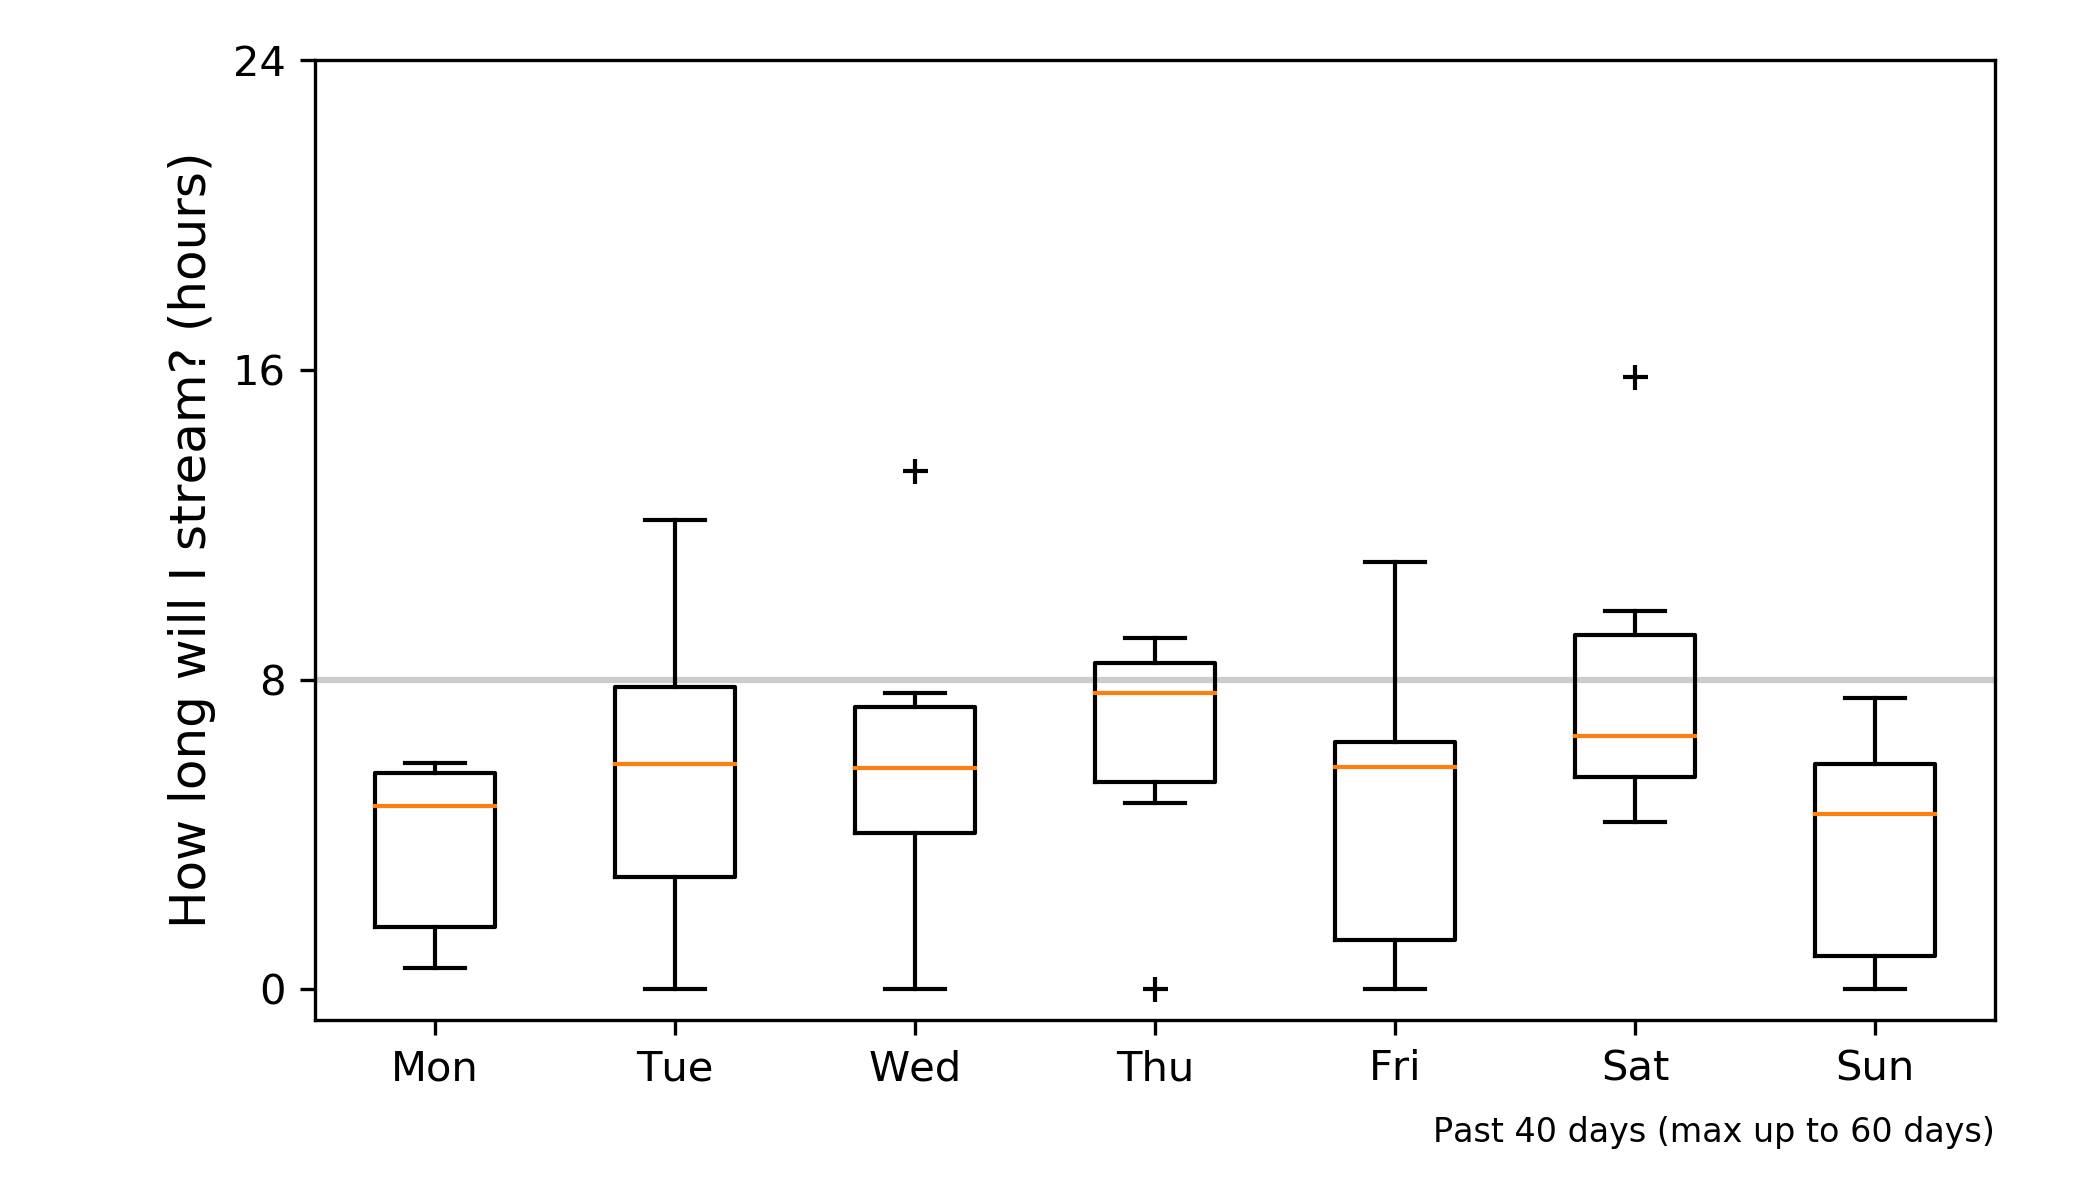 How long will I stream? (hours)
24
16
8
0
Mon Tue Wed Thu Fri Sat Sun
Past 40 days (max up to 60 days)